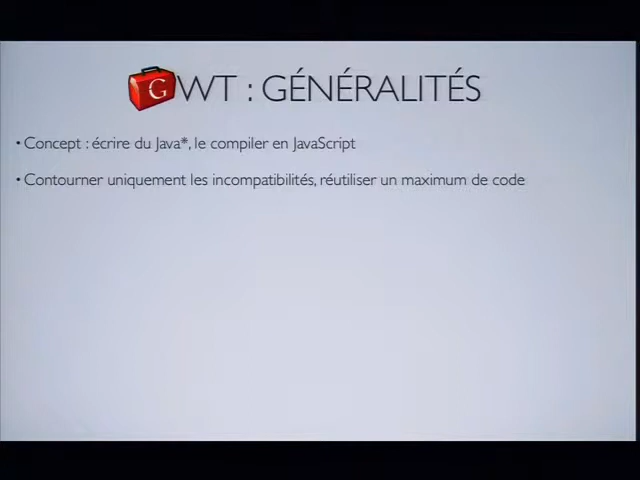 GWT : GÉNÉRALITÉS
• Concept : écrire du Java*, le compiler en JavaScript
• Contourner uniquement les incompatibilités, réutiliser un maximum de code